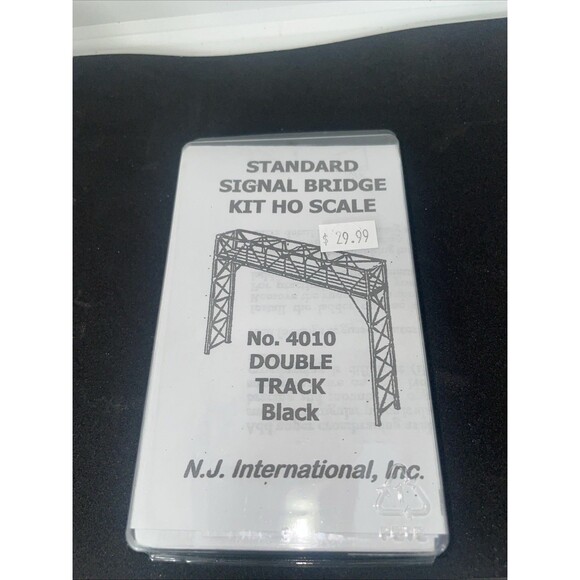 STANDARD
SIGNAL BRIDGE
KIT HO SCALE
$ 29.99
No. 4010
DOUBLE
TRACK
Black
N.J. International, Inc.